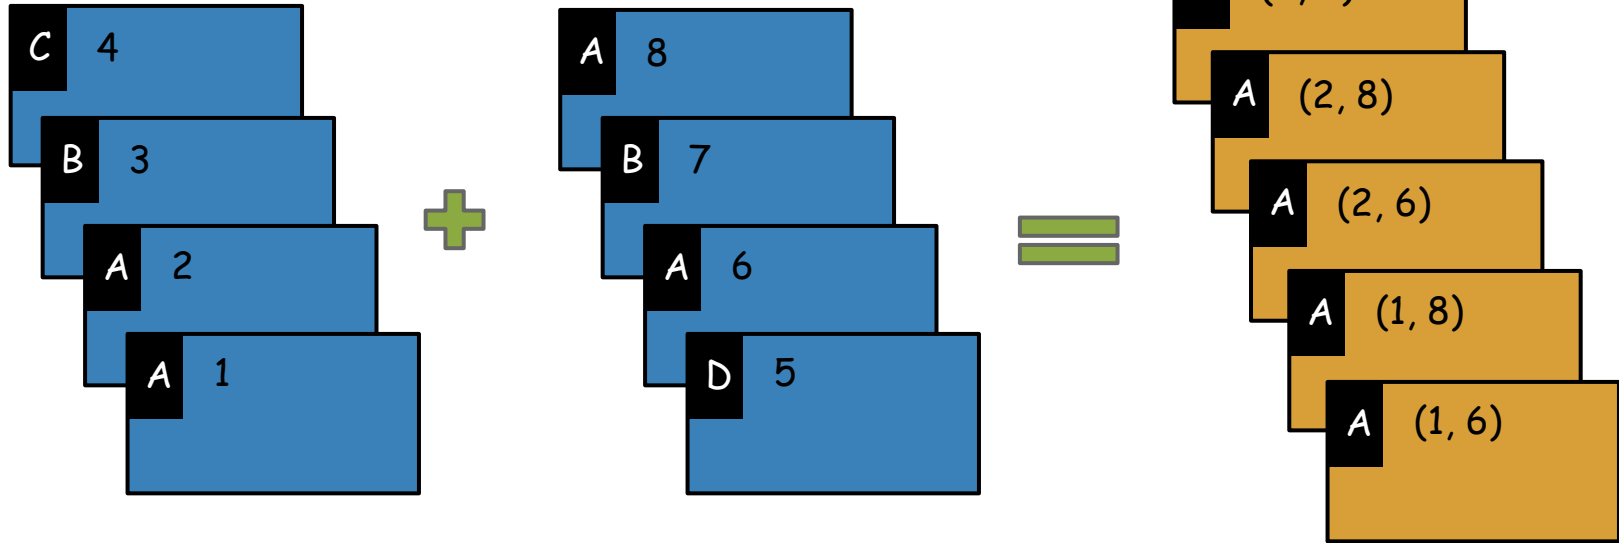 C 4
B 3
A 2
A 1
A 8
B 7
A 6
D 5
A (2, 8)
A (2, 6)
A (1, 8)
A (1, 6)